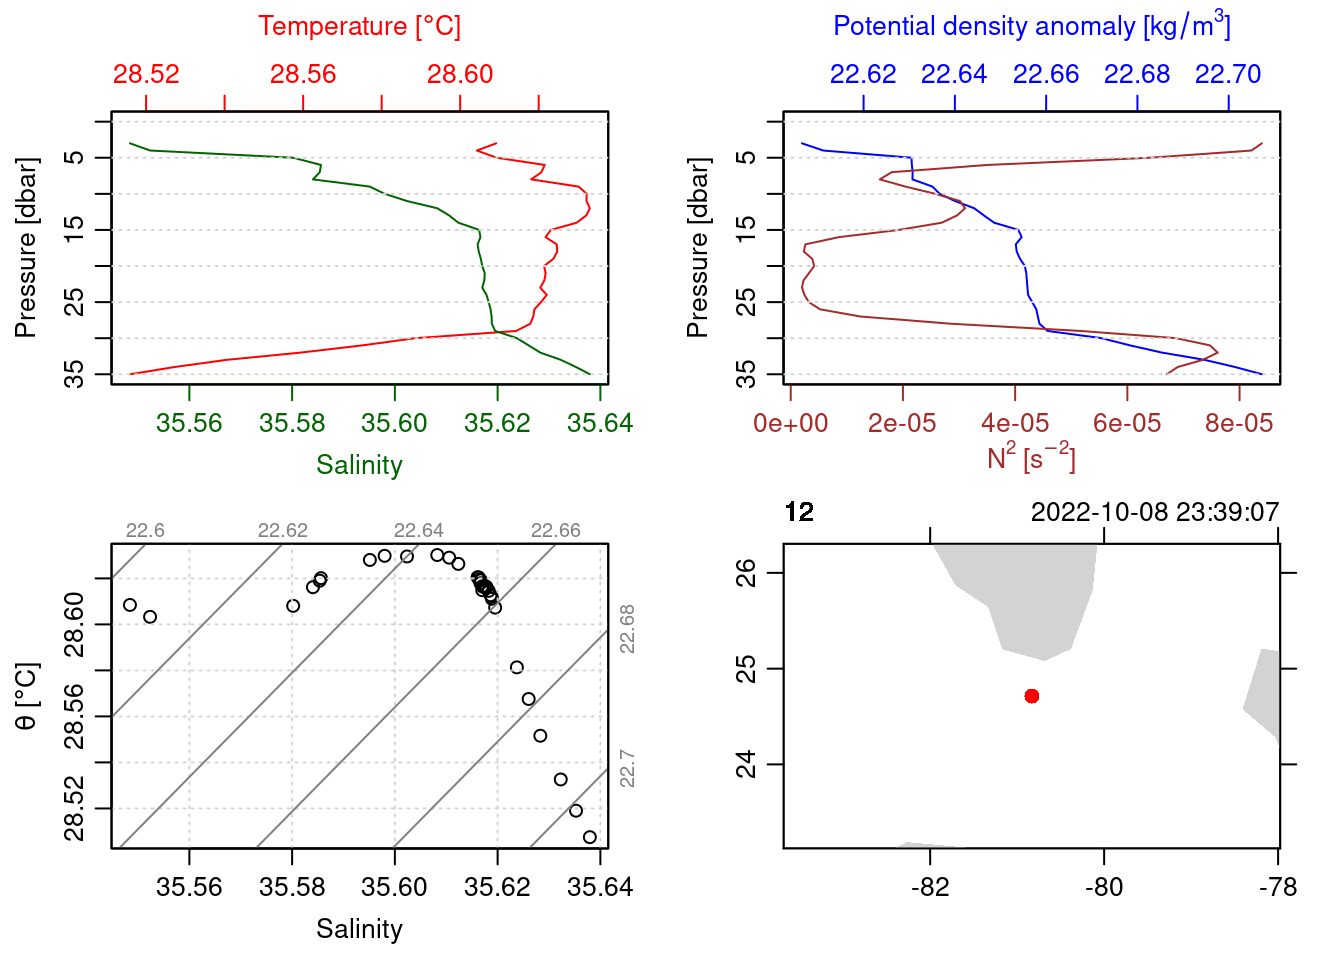 Temperature [°C]
28.52 28.56 28.60
Pressure [dbar]
5
15
25
35
35.56 35.58 35.60 35.62 35.64
Salinity
Potential density anomaly [kg/m³]
22.62 22.64 22.66 22.68 22.70
Pressure [dbar]
5
15
25
35
0e+00 2e-05 4e-05 6e-05 8e-05
N² [s⁻²]
22.6 22.62 22.64 22.66
22.68
22.7
θ [°C]
28.60
28.56
28.52
35.56 35.58 35.60 35.62 35.64
Salinity
12 2022-10-08 23:39:07
26
25
24
-82 -80 -78